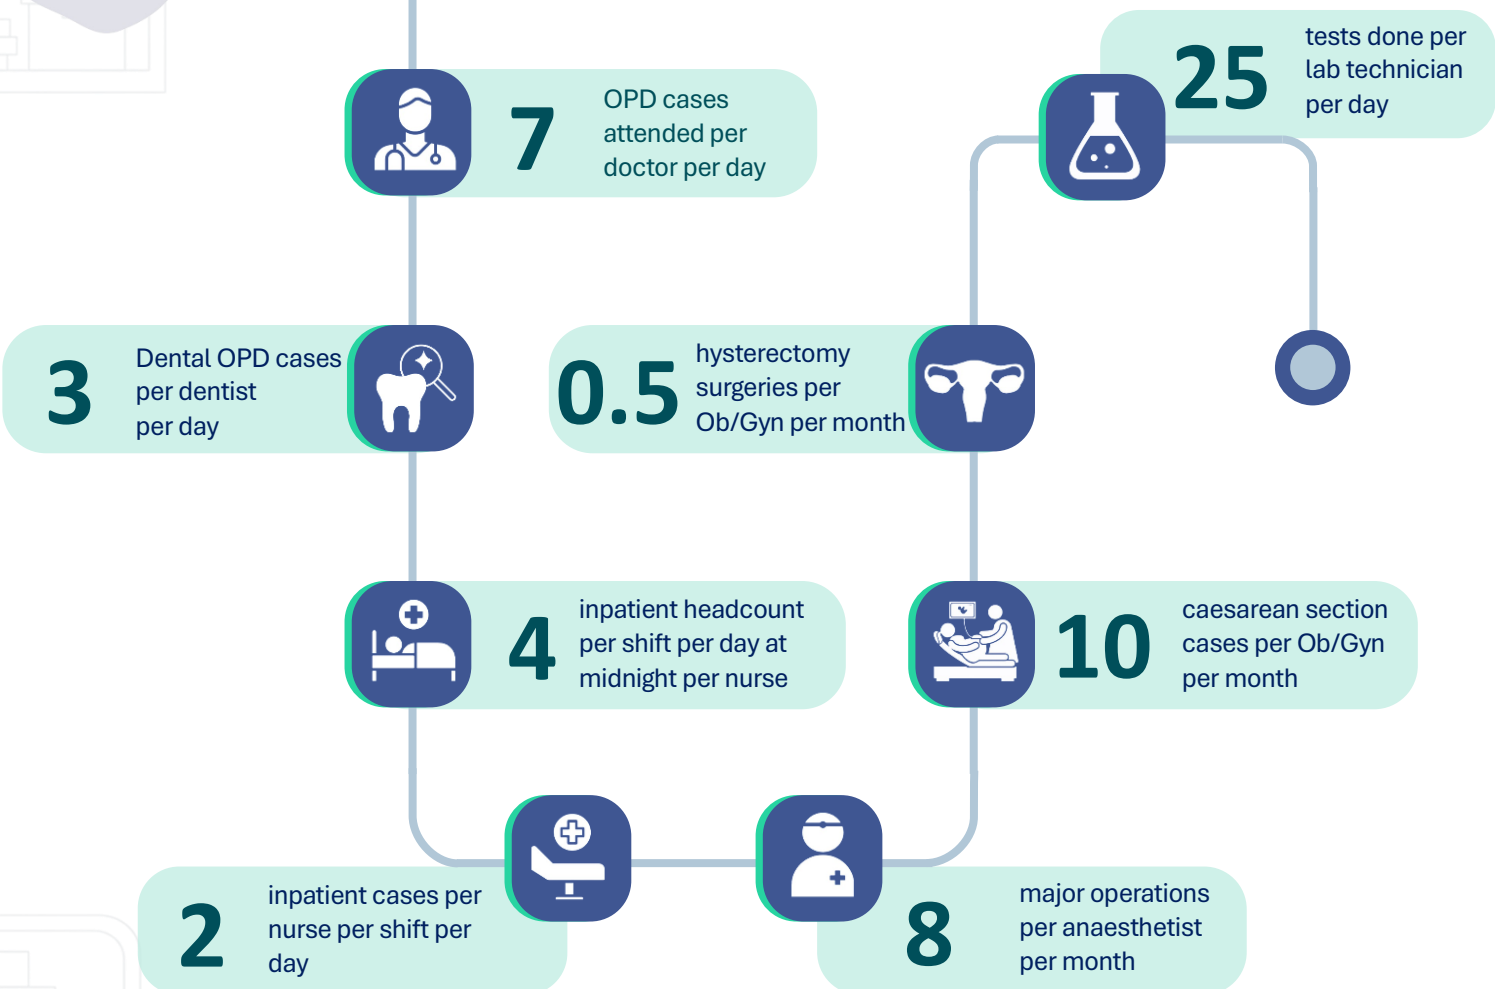 7
OPD cases
attended per
doctor per day
3
Dental OPD cases
per dentist
per day
4
inpatient headcount
per shift per day at
midnight per nurse
2
inpatient cases per
nurse per shift per
day
8
major operations
per anaesthetist
per month
10
caesarean section
cases per Ob/Gyn
per month
0.5
hysterectomy
surgeries per
Ob/Gyn per month
25
tests done per
lab technician
per day